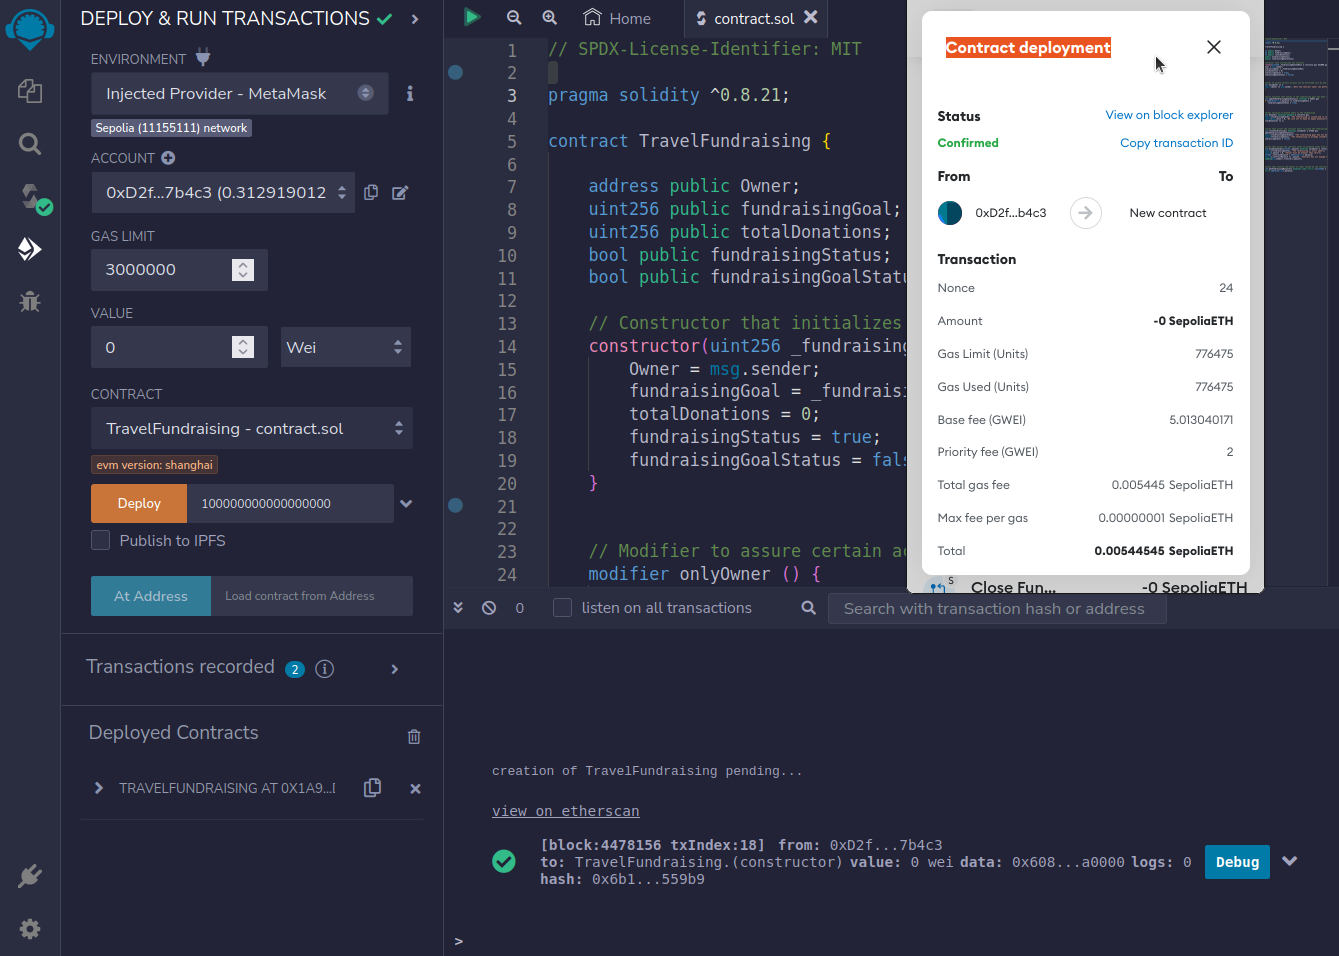 DEPLOY & RUN TRANSACTIONS
ENVIRONMENT
Injected Provider - MetaMask
Sepolia (11155111) network
ACCOUNT
0xD2f...7b4c3 (0.312919012
GAS LIMIT
3000000
VALUE
0
Wei
CONTRACT
TravelFundraising - contract.sol
evm version: shanghai
Deploy
100000000000000000
Publish to IPFS
At Address
Load contract from Address
Transactions recorded
2
Deployed Contracts
TRAVELFUNDRAISING AT 0X1A9...
Home
contract.sol
1 // SPDX-License-Identifier: MIT
2
3 pragma solidity ^0.8.21;
4
5 contract TravelFundraising {
6
7 address public Owner;
8 uint256 public fundraisingGoal;
9 uint256 public totalDonations;
10 bool public fundraisingStatus;
11 bool public fundraisingGoalStatu
12
13 // Constructor that initializes
14 constructor(uint256 _fundraising
15 Owner = msg.sender;
16 fundraisingGoal = _fundrais
17 totalDonations = 0;
18 fundraisingStatus = true;
19 fundraisingGoalStatus = fals
20 }
21
22
23 // Modifier to assure certain ac
24 modifier onlyOwner () {
Contract deployment
Status
View on block explorer
Confirmed
Copy transaction ID
From
To
0xD2f...b4c3
New contract
Transaction
Nonce 24
Amount -0 SepoliaETH
Gas Limit (Units) 776475
Gas Used (Units) 776475
Base fee (GWEI) 5.013040171
Priority fee (GWEI) 2
Total gas fee 0.005445 SepoliaETH
Max fee per gas 0.00000001 SepoliaETH
Total 0.00544545 SepoliaETH
S
Close Fun... -0 SepoliaETH
0
listen on all transactions
Search with transaction hash or address
creation of TravelFundraising pending...
view on etherscan
[block:4478156 txIndex:18] from: 0xD2f...7b4c3
to: TravelFundraising.(constructor) value: 0 wei data: 0x608...a0000 logs: 0
hash: 0x6b1...559b9
Debug
>